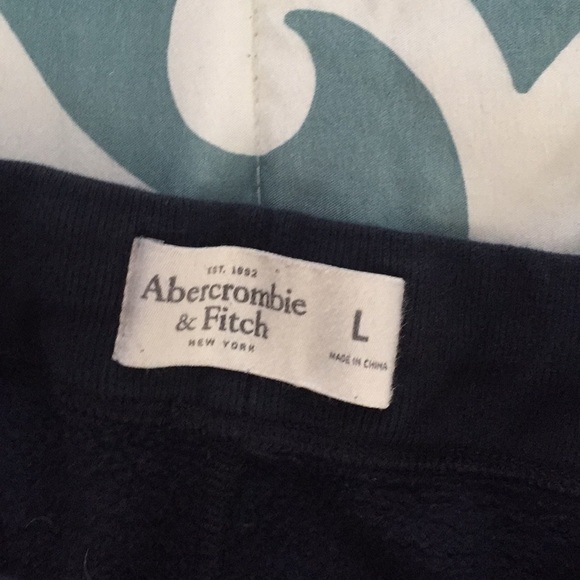 EST. 1892
Abercrombie
& Fitch
NEW YORK
L
MADE IN CHINA